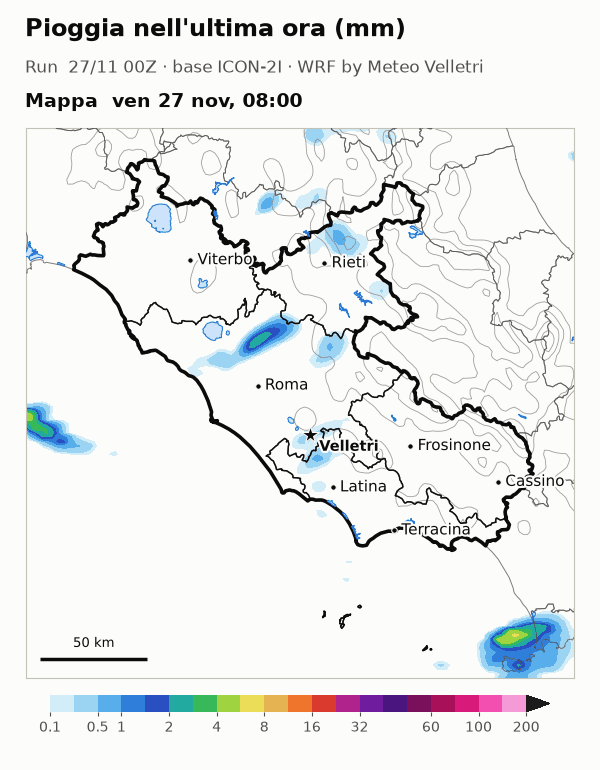 Pioggia nell'ultima ora (mm)
Run  27/11 00Z · base ICON-2I · WRF by Meteo Velletri
Mappa  ven 27 nov, 08:00
Viterbo
Rieti
Roma
Velletri
Frosinone
Cassino
Latina
Terracina
50 km
0.1 0.5 1 2 4 8 16 32 60 100 200